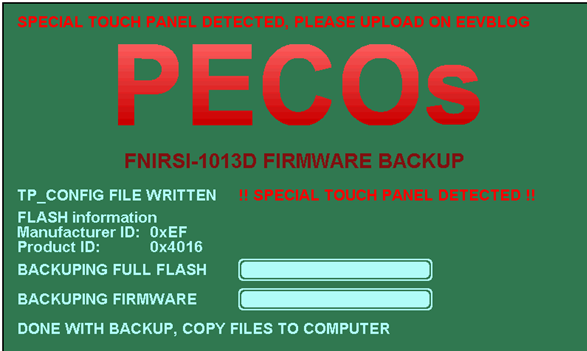 SPECIAL TOUCH PANEL DETECTED, PLEASE UPLOAD ON EEVBLOG
PECOs
FNIRSI-1013D FIRMWARE BACKUP
TP_CONFIG FILE WRITTEN !! SPECIAL TOUCH PANEL DETECTED !!
FLASH information
Manufacturer ID: 0xEF
Product ID: 0x4016
BACKUPING FULL FLASH
BACKUPING FIRMWARE
DONE WITH BACKUP, COPY FILES TO COMPUTER